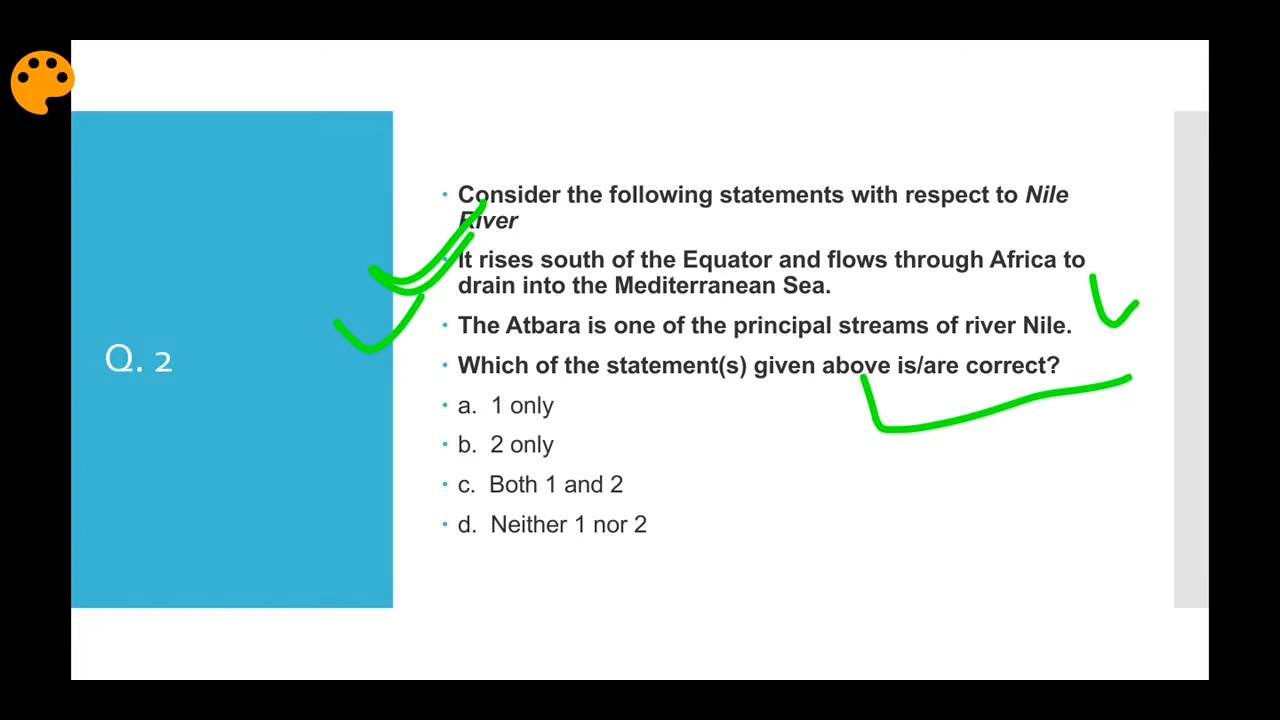 Q. 2
• Consider the following statements with respect to Nile
River
• It rises south of the Equator and flows through Africa to
drain into the Mediterranean Sea.
• The Atbara is one of the principal streams of river Nile.
• Which of the statement(s) given above is/are correct?
• a. 1 only
• b. 2 only
• c. Both 1 and 2
• d. Neither 1 nor 2